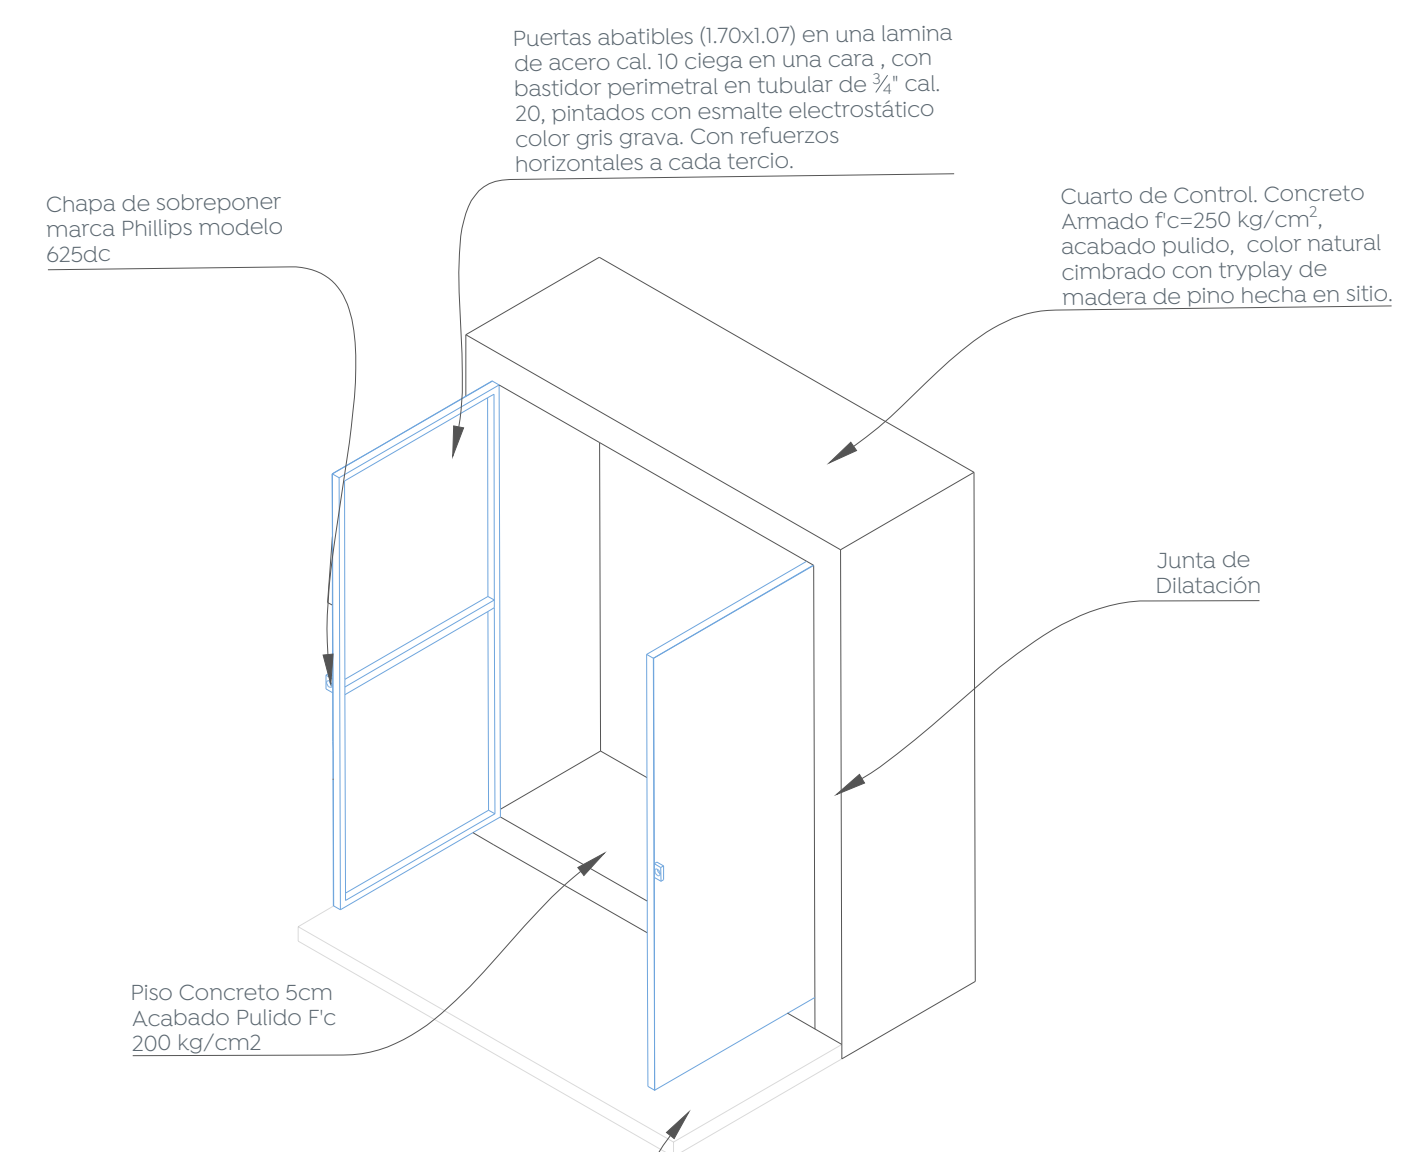 Puertas abatibles (1.70x1.07) en una lamina
de acero cal. 10 ciega en una cara , con
bastidor perimetral en tubular de ¾" cal.
20, pintados con esmalte electrostático
color gris grava. Con refuerzos
horizontales a cada tercio.
Chapa de sobreponer
marca Phillips modelo
625dc
Cuarto de Control. Concreto
Armado f'c=250 kg/cm², 
acabado pulido,  color natural
cimbrado con tryplay de
madera de pino hecha en sitio.
Junta de
Dilatación
Piso Concreto 5cm
Acabado Pulido F'c
200 kg/cm2